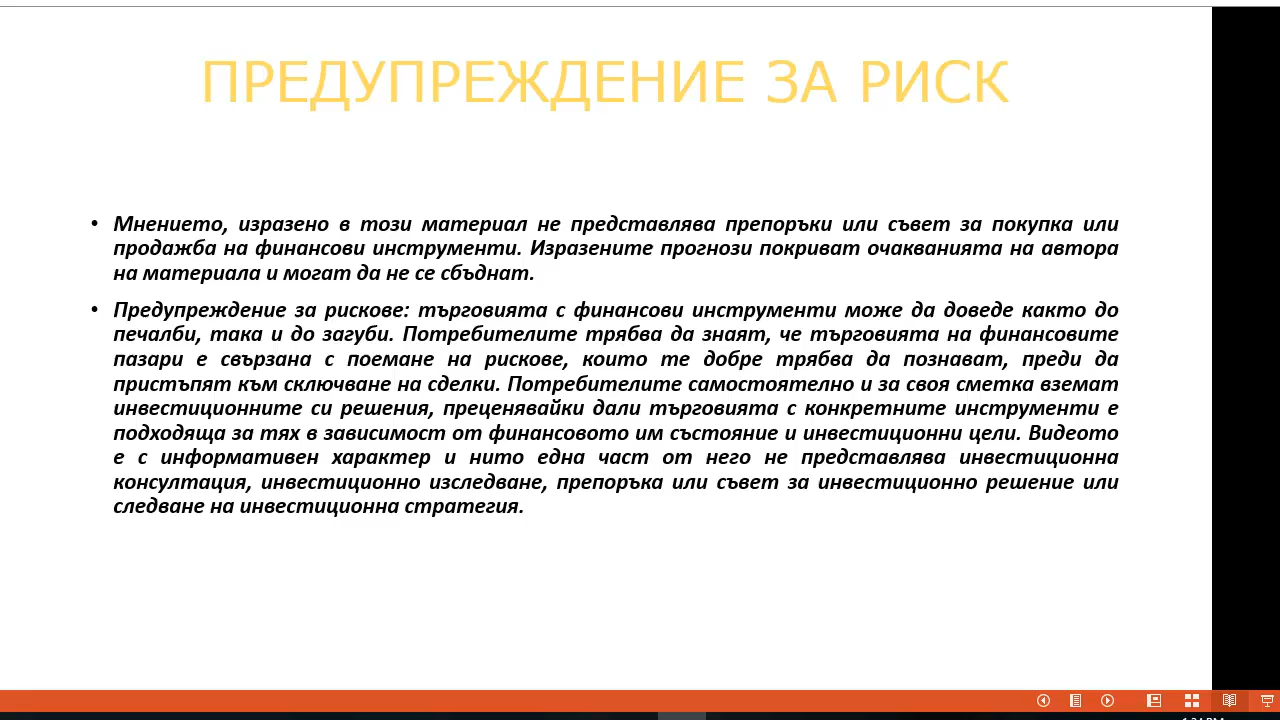 ПРЕДУПРЕЖДЕНИЕ ЗА РИСК
• Мнението, изразено в този материал не представлява препоръки или съвет за покупка или
продажба на финансови инструменти. Изразените прогнози покриват очакванията на автора
на материала и могат да не се сбъднат.
• Предупреждение за рискове: търговията с финансови инструменти може да доведе както до
печалби, така и до загуби. Потребителите трябва да знаят, че търговията на финансовите
пазари е свързана с поемане на рискове, които те добре трябва да познават, преди да
пристъпят към сключване на сделки. Потребителите самостоятелно и за своя сметка вземат
инвестиционните си решения, преценявайки дали търговията с конкретните инструменти е
подходяща за тях в зависимост от финансовото им състояние и инвестиционни цели. Видеото
е с информативен характер и нито една част от него не представлява инвестиционна
консултация, инвестиционно изследване, препоръка или съвет за инвестиционно решение или
следване на инвестиционна стратегия.